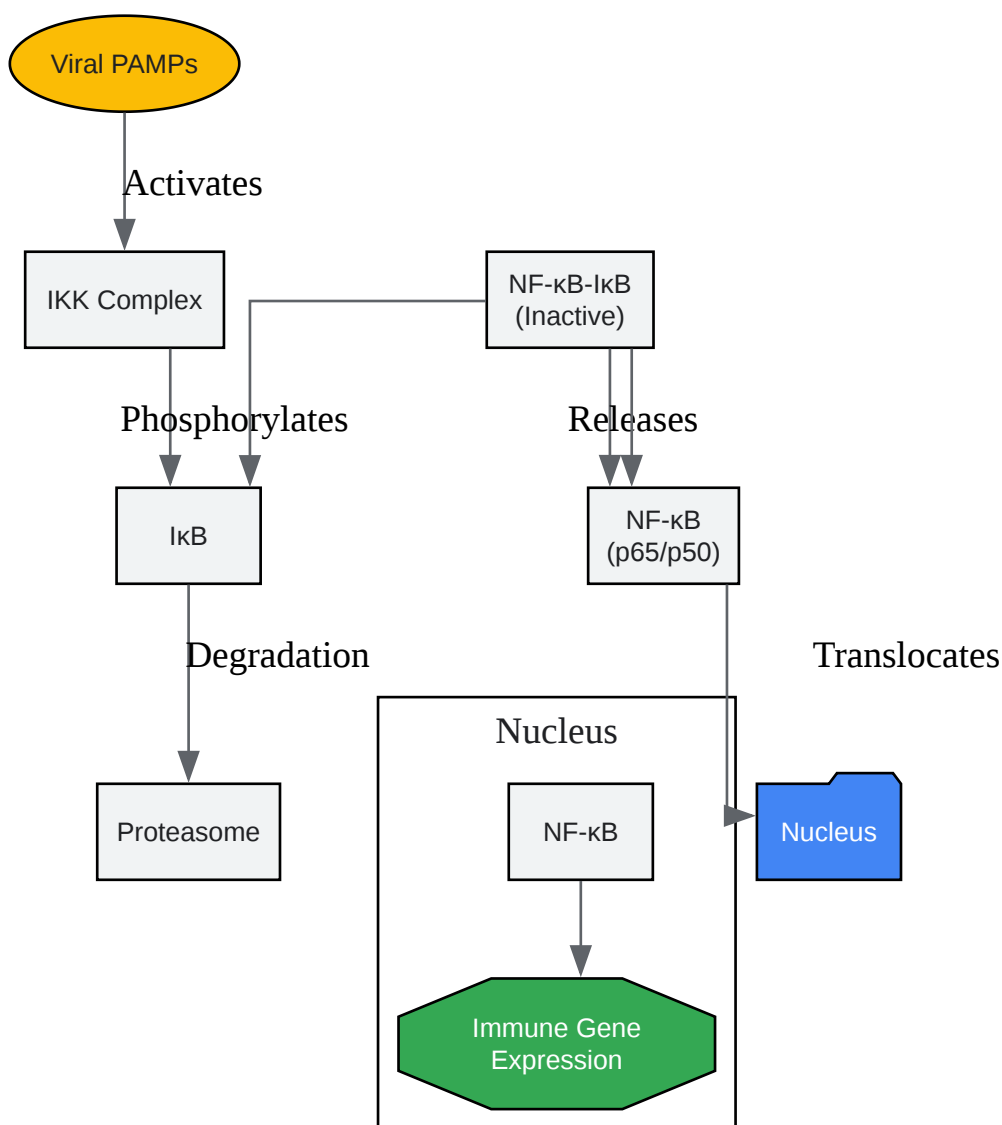 Viral PAMPs
Activates
IKK Complex
NF-κB-IκB
(Inactive)
Phosphorylates
Releases
IκB
NF-κB
(p65/p50)
Degradation
Translocates
Nucleus
Proteasome
NF-κB
Nucleus
Immune Gene
Expression